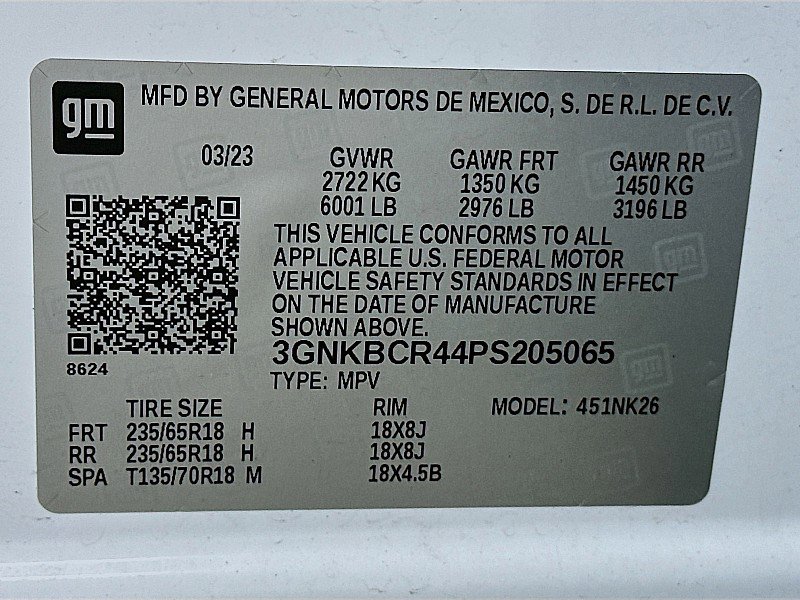 gm
MFD BY GENERAL MOTORS DE MEXICO, S. DE R.L. DE C.V.
03/23 GVWR GAWR FRT GAWR RR
2722 KG 1350 KG 1450 KG
6001 LB 2976 LB 3196 LB
THIS VEHICLE CONFORMS TO ALL
APPLICABLE U.S. FEDERAL MOTOR
VEHICLE SAFETY STANDARDS IN EFFECT
ON THE DATE OF MANUFACTURE
SHOWN ABOVE.
3GNKBCR44PS205065
8624
TYPE: MPV
TIRE SIZE RIM MODEL: 451NK26
FRT 235/65R18 H 18X8J
RR 235/65R18 H 18X8J
SPA T135/70R18 M 18X4.5B